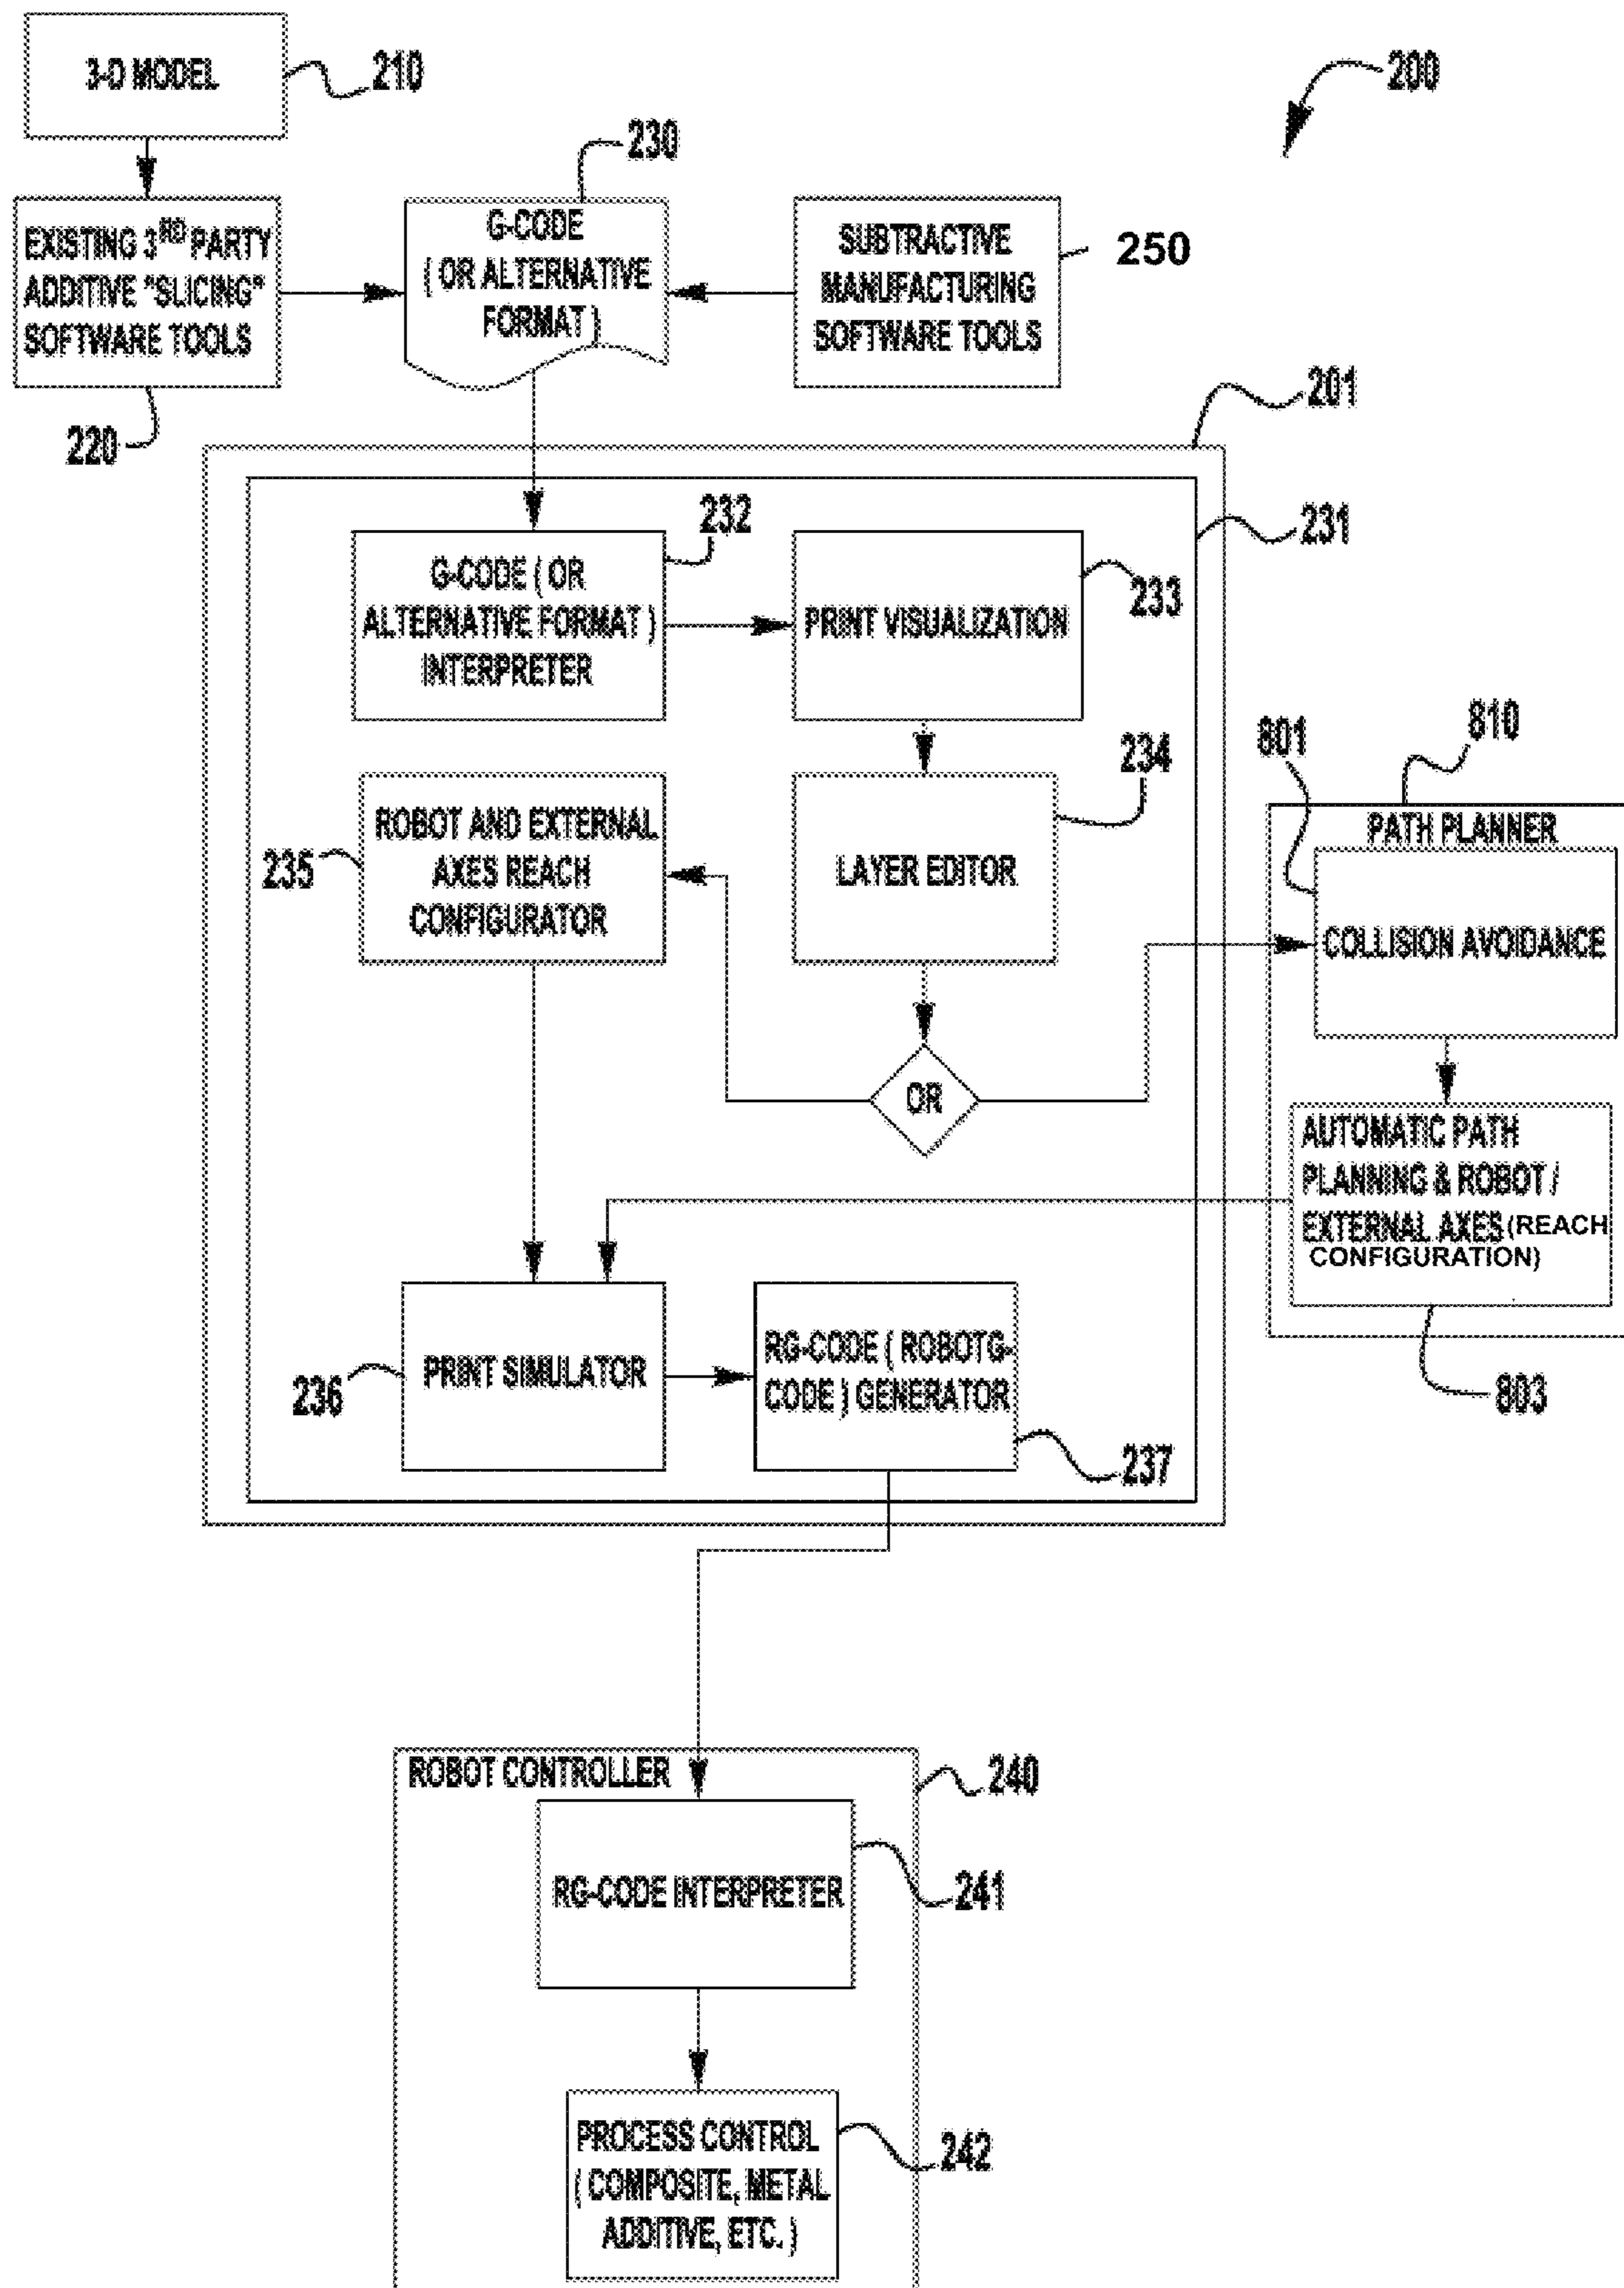 3-D MODEL
210
200
230
EXISTING 3RD PARTY
ADDITIVE "SLICING"
SOFTWARE TOOLS
220
G-CODE
( OR ALTERNATIVE
FORMAT )
SUBTRACTIVE
MANUFACTURING
SOFTWARE TOOLS
250
201
231
G-CODE ( OR
ALTERNATIVE FORMAT )
INTERPRETER
232
PRINT VISUALIZATION
233
ROBOT AND EXTERNAL
AXES REACH
CONFIGURATOR
235
LAYER EDITOR
234
OR
801
810
PATH PLANNER
COLLISION AVOIDANCE
AUTOMATIC PATH
PLANNING & ROBOT /
EXTERNAL AXES (REACH
CONFIGURATION)
803
PRINT SIMULATOR
236
RG-CODE ( ROBOTG-
CODE ) GENERATOR
237
ROBOT CONTROLLER
240
RG-CODE INTERPRETER
241
PROCESS CONTROL
( COMPOSITE, METAL
ADDITIVE, ETC. )
242